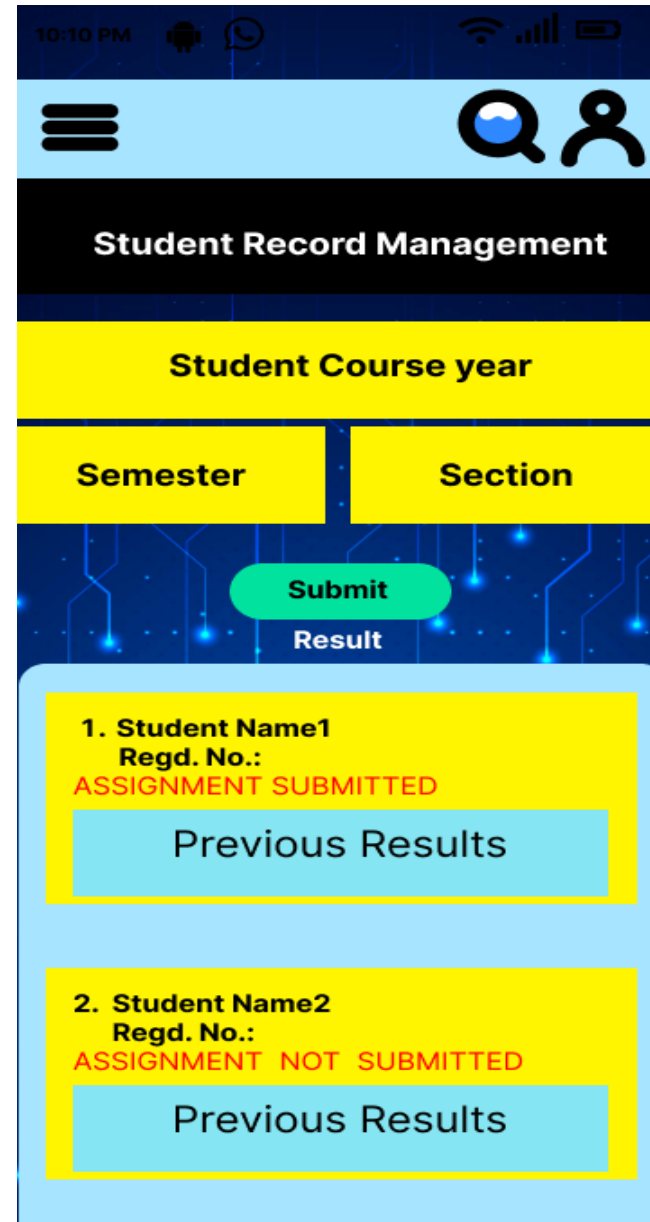 10:10 PM
Student Record Management
Student Course year
Semester Section
Submit
Result
1. Student Name1
Regd. No.:
ASSIGNMENT SUBMITTED
Previous Results
2. Student Name2
Regd. No.:
ASSIGNMENT NOT SUBMITTED
Previous Results